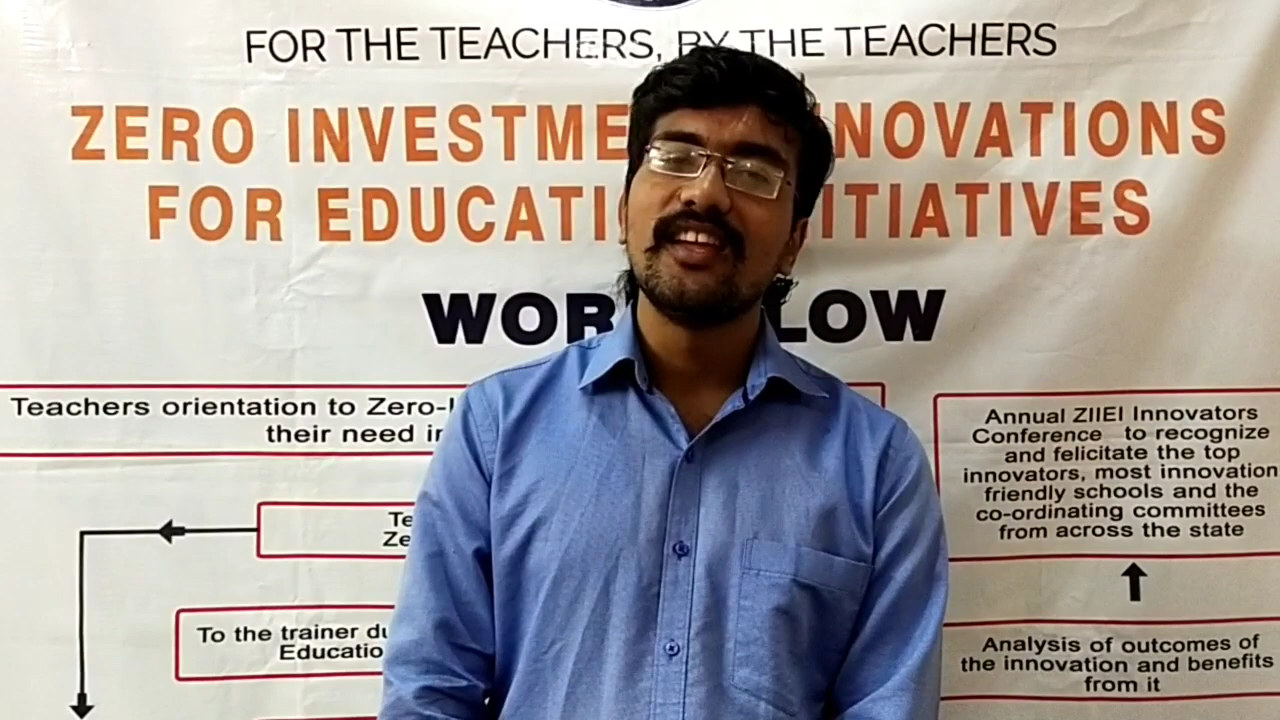 FOR THE TEACHERS, BY THE TEACHERS
ZERO INVESTME NOVATIONS
FOR EDUCATI ITIATIVES
WOR LOW
Teachers orientation to Zero-I
their need in
Annual ZIIEI Innovators
Conference to recognize
and felicitate the top
innovators, most innovation
friendly schools and the
co-ordinating committees
from across the state
Te
Ze
To the trainer du
Educatio
Analysis of outcomes of
the innovation and benefits
from it